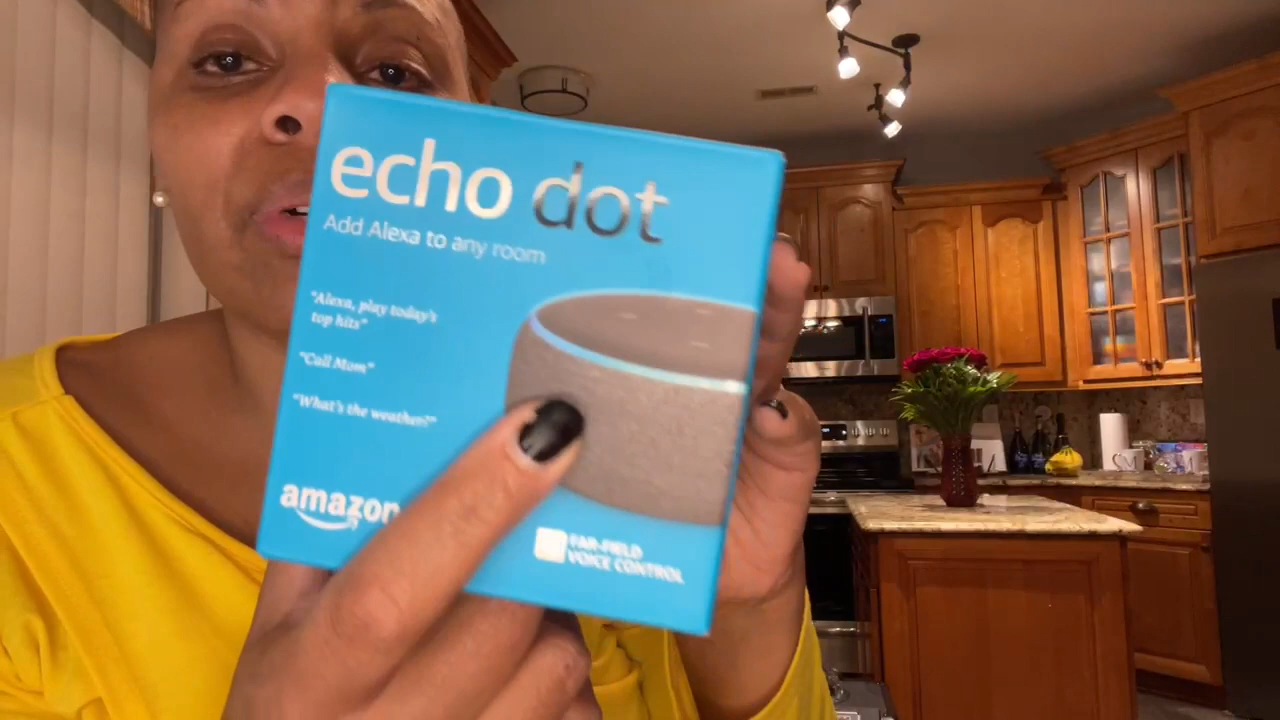 echo dot
Add Alexa to any room
"Alexa, play today's
top hits"
"Call Mom"
"What's the weather?"
amazon
FAR-FIELD
VOICE CONTROL